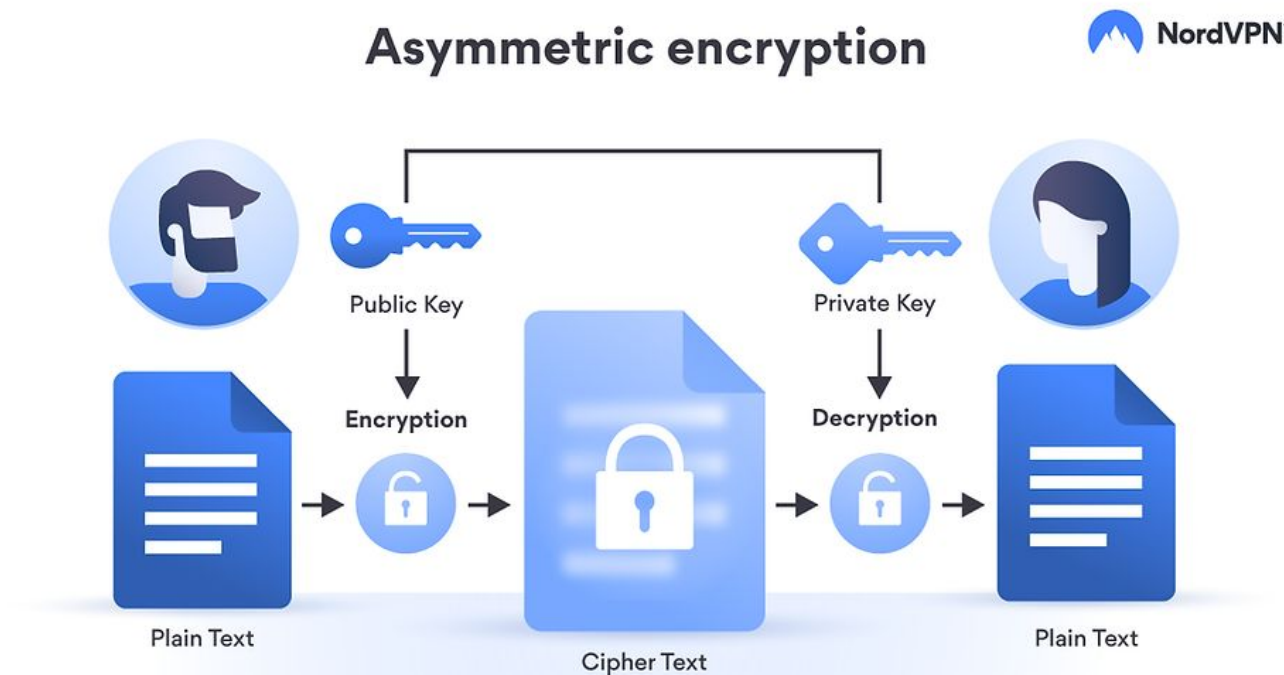 Asymmetric encryption
NordVPN
Public Key
Private Key
Encryption
Decryption
Plain Text
Cipher Text
Plain Text